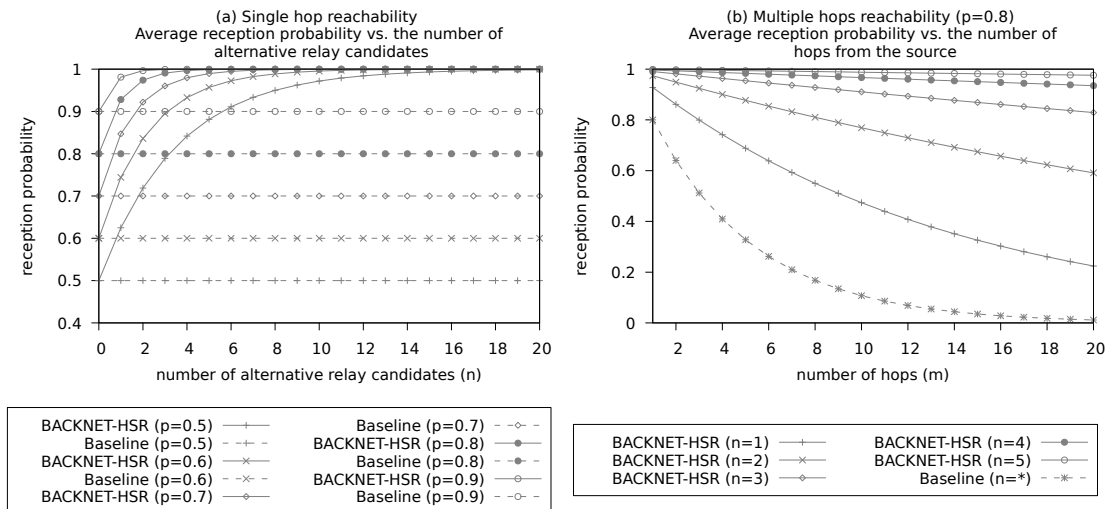 (a) Single hop reachability
Average reception probability vs. the number of
alternative relay candidates
1
0.9
0.8
0.7
0.6
0.5
0.4
reception probability
0 2 4 6 8 10 12 14 16 18 20
number of alternative relay candidates (n)
BACKNET-HSR (p=0.5)
Baseline (p=0.5)
BACKNET-HSR (p=0.6)
Baseline (p=0.6)
BACKNET-HSR (p=0.7)
Baseline (p=0.7)
BACKNET-HSR (p=0.8)
Baseline (p=0.8)
BACKNET-HSR (p=0.9)
Baseline (p=0.9)
(b) Multiple hops reachability (p=0.8)
Average reception probability vs. the number of
hops from the source
1
0.8
0.6
0.4
0.2
0
reception probability
2 4 6 8 10 12 14 16 18 20
number of hops (m)
BACKNET-HSR (n=1)
BACKNET-HSR (n=2)
BACKNET-HSR (n=3)
BACKNET-HSR (n=4)
BACKNET-HSR (n=5)
Baseline (n=*)